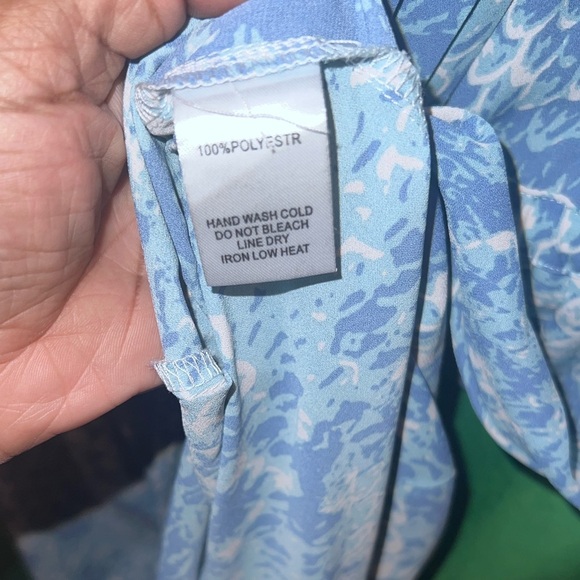 100%POLYESTR
HAND WASH COLD
DO NOT BLEACH
LINE DRY
IRON LOW HEAT